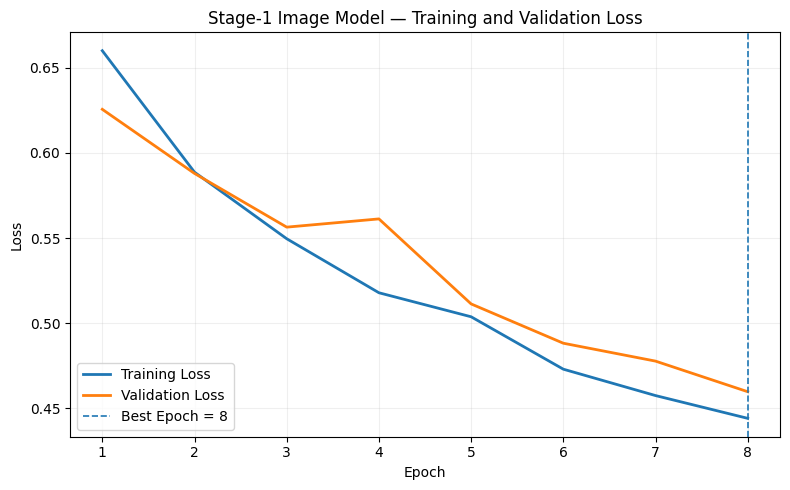 Stage-1 Image Model — Training and Validation Loss
0.65
0.60
0.55
0.50
0.45
Loss
Training Loss
Validation Loss
Best Epoch = 8
1 2 3 4 5 6 7 8
Epoch